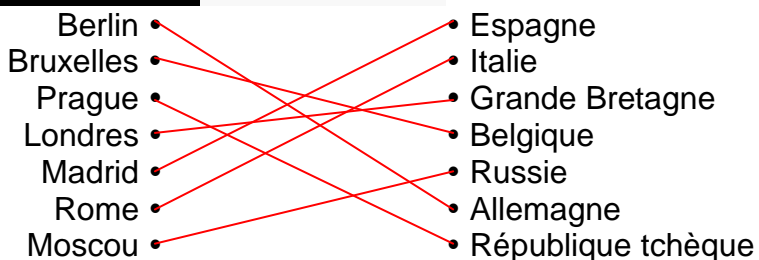 Berlin Espagne
Bruxelles Italie
Prague Grande Bretagne
Londres Belgique
Madrid Russie
Rome Allemagne
Moscou République tchèque